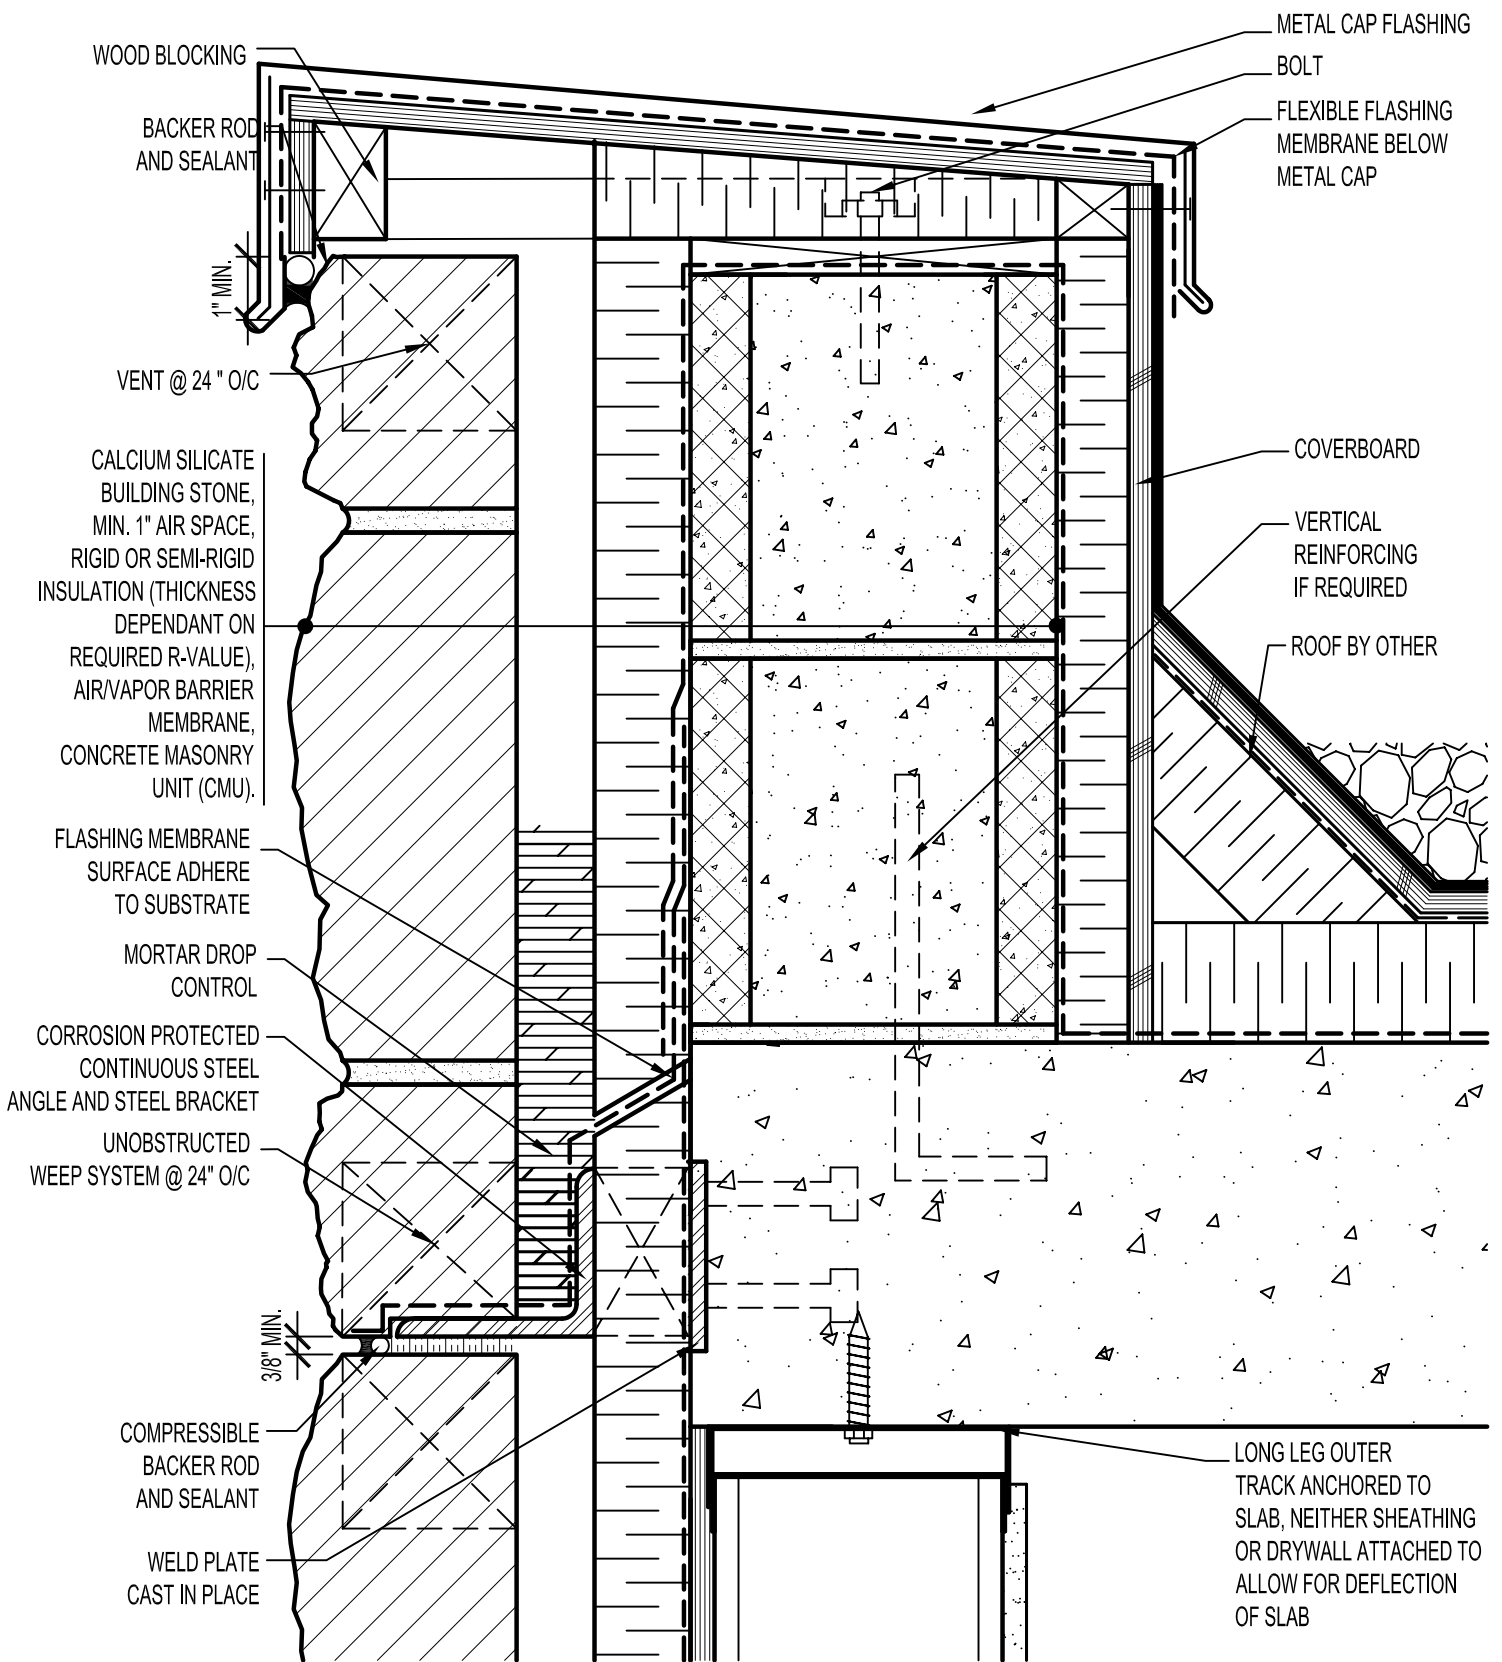 WOOD BLOCKING
BACKER ROD
AND SEALANT
1" MIN.
VENT @ 24 " O/C
CALCIUM SILICATE
BUILDING STONE,
MIN. 1" AIR SPACE,
RIGID OR SEMI-RIGID
INSULATION (THICKNESS
DEPENDANT ON
REQUIRED R-VALUE),
AIR/VAPOR BARRIER
MEMBRANE,
CONCRETE MASONRY
UNIT (CMU).
FLASHING MEMBRANE
SURFACE ADHERE
TO SUBSTRATE
MORTAR DROP
CONTROL
CORROSION PROTECTED
CONTINUOUS STEEL
ANGLE AND STEEL BRACKET
UNOBSTRUCTED
WEEP SYSTEM @ 24" O/C
3/8" MIN.
COMPRESSIBLE
BACKER ROD
AND SEALANT
WELD PLATE
CAST IN PLACE
METAL CAP FLASHING
BOLT
FLEXIBLE FLASHING
MEMBRANE BELOW
METAL CAP
COVERBOARD
VERTICAL
REINFORCING
IF REQUIRED
ROOF BY OTHER
LONG LEG OUTER
TRACK ANCHORED TO
SLAB, NEITHER SHEATHING
OR DRYWALL ATTACHED TO
ALLOW FOR DEFLECTION
OF SLAB